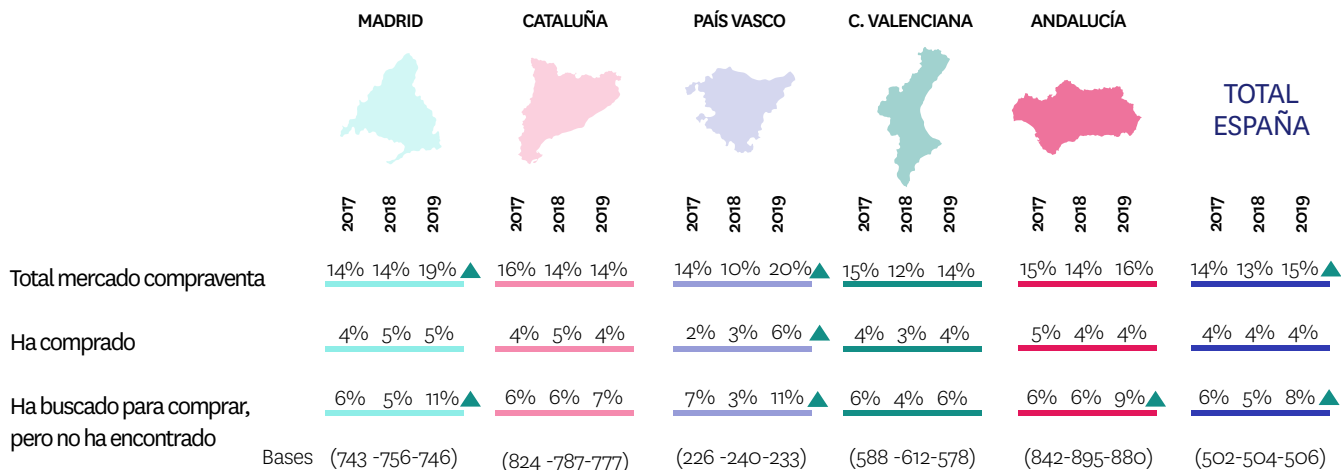 MADRID CATALUÑA PAÍS VASCO C. VALENCIANA ANDALUCÍA
TOTAL
ESPAÑA
2017 2018 2019 2017 2018 2019 2017 2018 2019 2017 2018 2019 2017 2018 2019 2017 2018 2019
Total mercado compraventa 14% 14% 19% 16% 14% 14% 14% 10% 20% 15% 12% 14% 15% 14% 16% 14% 13% 15%
Ha comprado 4% 5% 5% 4% 5% 4% 2% 3% 6% 4% 3% 4% 5% 4% 4% 4% 4% 4%
Ha buscado para comprar, 6% 5% 11% 6% 6% 7% 7% 3% 11% 6% 4% 6% 6% 6% 9% 6% 5% 8%
pero no ha encontrado
Bases (743 -756-746) (824 -787-777) (226 -240-233) (588 -612-578) (842-895-880) (502-504-506)